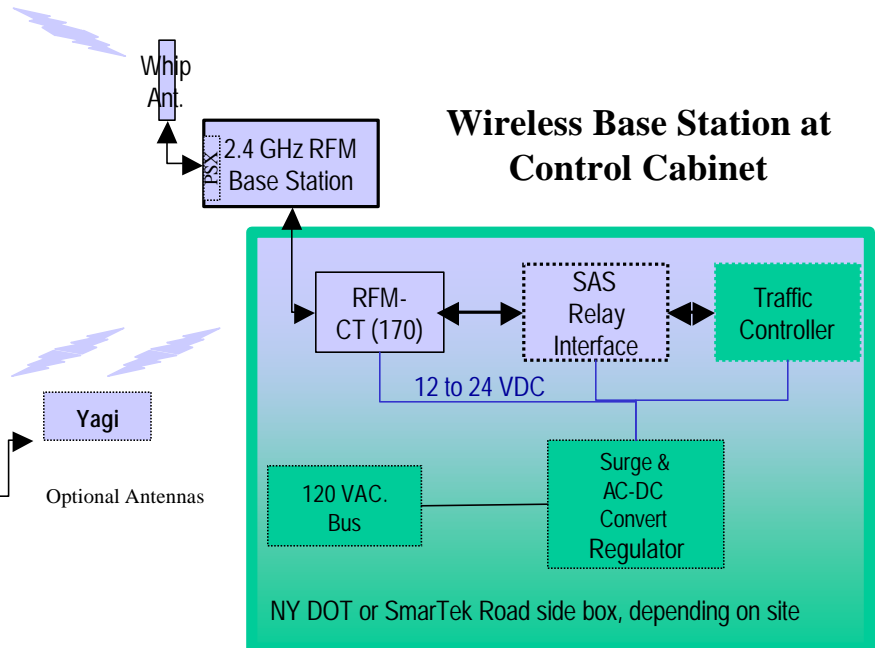 Whip
Ant.
Wireless Base Station at
Control Cabinet
PSX
2.4 GHz RFM
Base Station
RFM-
CT (170)
SAS
Relay
Interface
Traffic
Controller
12 to 24 VDC
Yagi
Optional Antennas
120 VAC.
Bus
Surge &
AC-DC
Convert
Regulator
NY DOT or SmarTek Road side box, depending on site